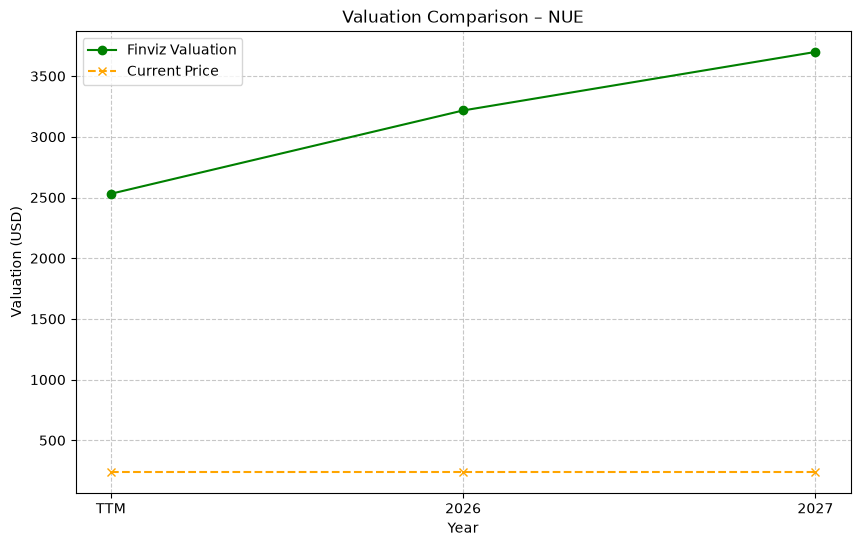 Valuation Comparison – NUE
Finviz Valuation
Current Price
Valuation (USD)
3500
3000
2500
2000
1500
1000
500
TTM
2026
2027
Year